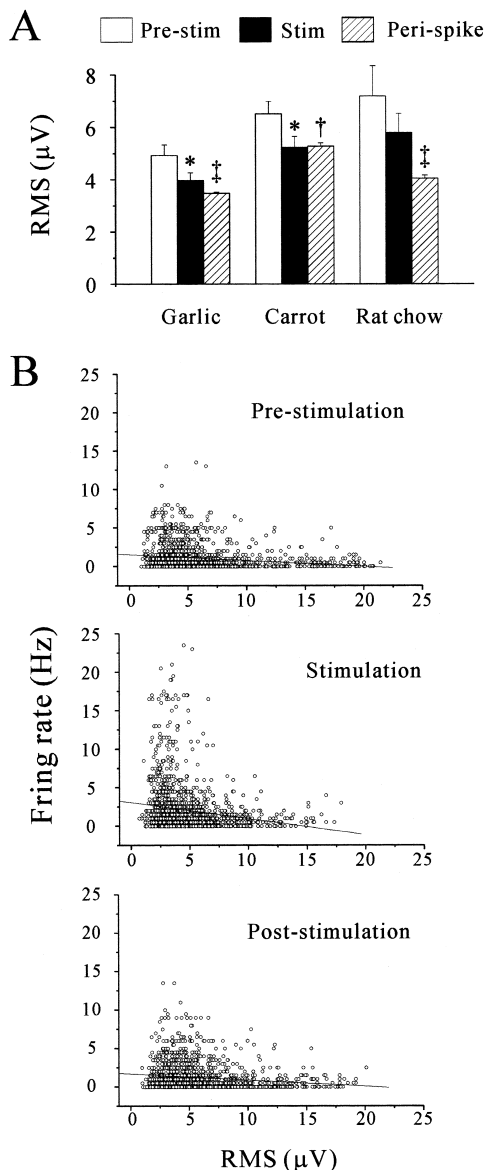 A
Pre-stim Stim Peri-spike
8
6
4
2
0
RMS (μV)
* ‡ * † ‡
Garlic Carrot Rat chow
B
25
20
15
10
5
0
Pre-stimulation
0 5 10 15 20 25
25
20
15
10
5
0
Stimulation
0 5 10 15 20 25
Fring rate (Hz)
25
20
15
10
5
0
Post-stimulation
0 5 10 15 20 25
RMS (μV)